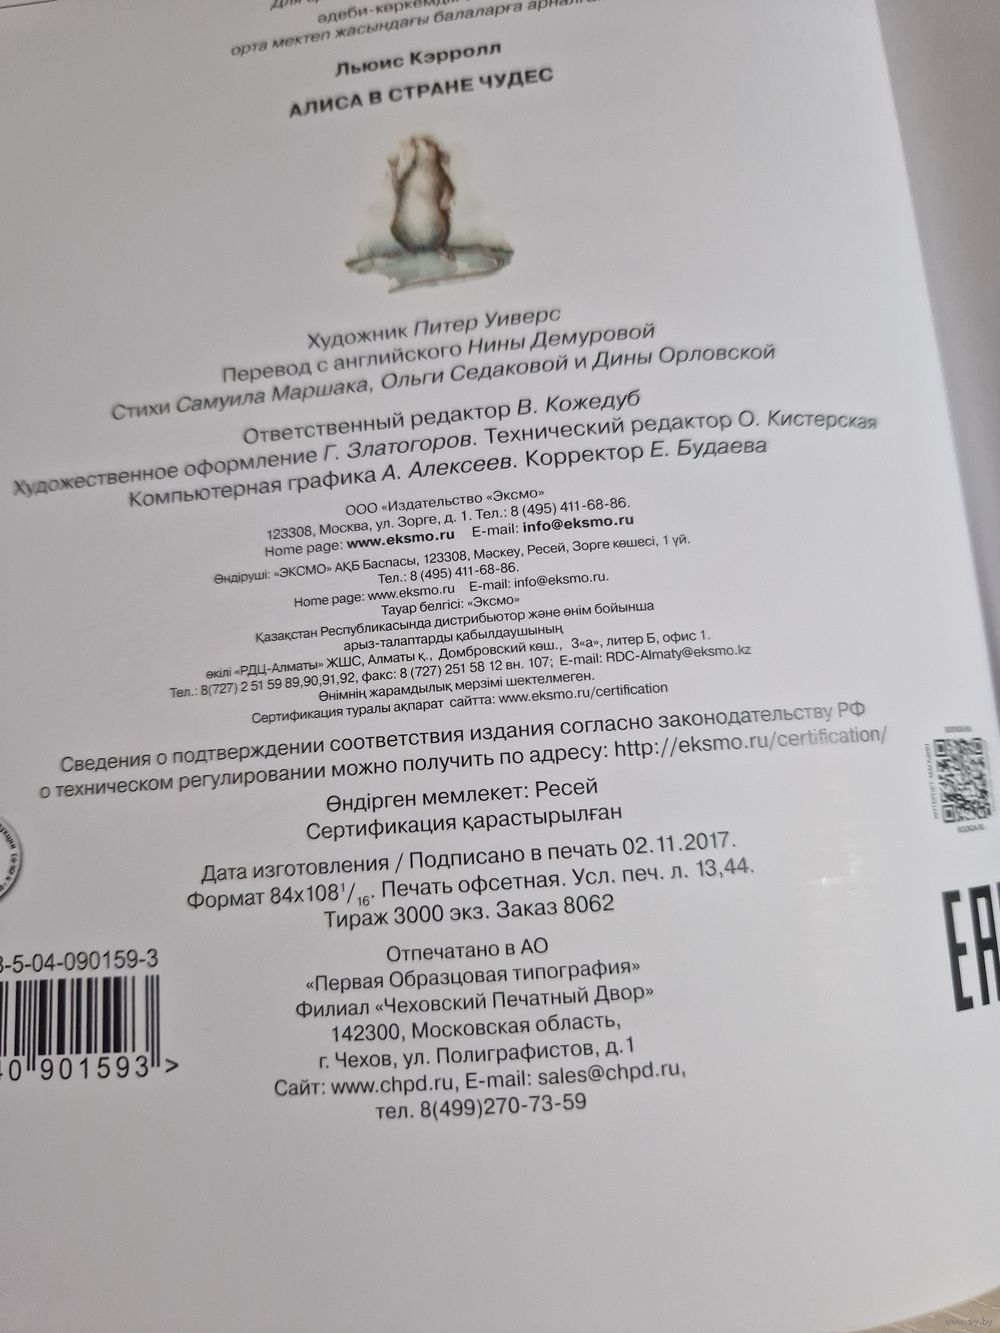 әдеби-көркем
орта мектеп жасындағы балаларға
Льюис Кэрролл
АЛИСА В СТРАНЕ ЧУДЕС
Художник Питер Уиверс
Перевод с английского Нины Демуровой
Стихи Самуила Маршака, Ольги Седаковой и Дины Орловской
Ответственный редактор В. Кожедуб
Художественное оформление Г. Златогоров. Технический редактор О. Кистерская
Компьютерная графика А. Алексеев. Корректор Е. Будаева
ООО «Издательство «Эксмо»
123308, Москва, ул. Зорге, д. 1. Тел.: 8 (495) 411-68-86.
Home page: www.eksmo.ru E-mail: info@eksmo.ru
Өндіруші: «ЭКСМО» АҚБ Баспасы, 123308, Мәскеу, Ресей, Зорге көшесі, 1 үй.
Тел.: 8 (495) 411-68-86.
Home page: www.eksmo.ru E-mail: info@eksmo.ru.
Тауар белгісі: «Эксмо»
Қазақстан Республикасында дистрибьютор және өнім бойынша
арыз-талаптарды қабылдаушының
өкілі «РДЦ-Алматы» ЖШС, Алматы қ., Домбровский көш., 3«а», литер Б, офис 1.
Тел.: 8(727) 2 51 59 89,90,91,92, факс: 8 (727) 251 58 12 вн. 107; E-mail: RDC-Almaty@eksmo.kz
Өнімнің жарамдылық мерзімі шектелмеген.
Сертификация туралы ақпарат сайтта: www.eksmo.ru/certification
Сведения о подтверждении соответствия издания согласно законодательству РФ
о техническом регулировании можно получить по адресу: http://eksmo.ru/certification/
Өндірген мемлекет: Ресей
Сертификация қарастырылған
Дата изготовления / Подписано в печать 02.11.2017.
Формат 84x108 1/16. Печать офсетная. Усл. печ. л. 13,44.
Тираж 3000 экз. Заказ 8062
-5-04-090159-3
0 901593 >
EA
Отпечатано в АО
«Первая Образцовая типография»
Филиал «Чеховский Печатный Двор»
142300, Московская область,
г. Чехов, ул. Полиграфистов, д.1
Сайт: www.chpd.ru, E-mail: sales@chpd.ru,
тел. 8(499)270-73-59
www.ay.by